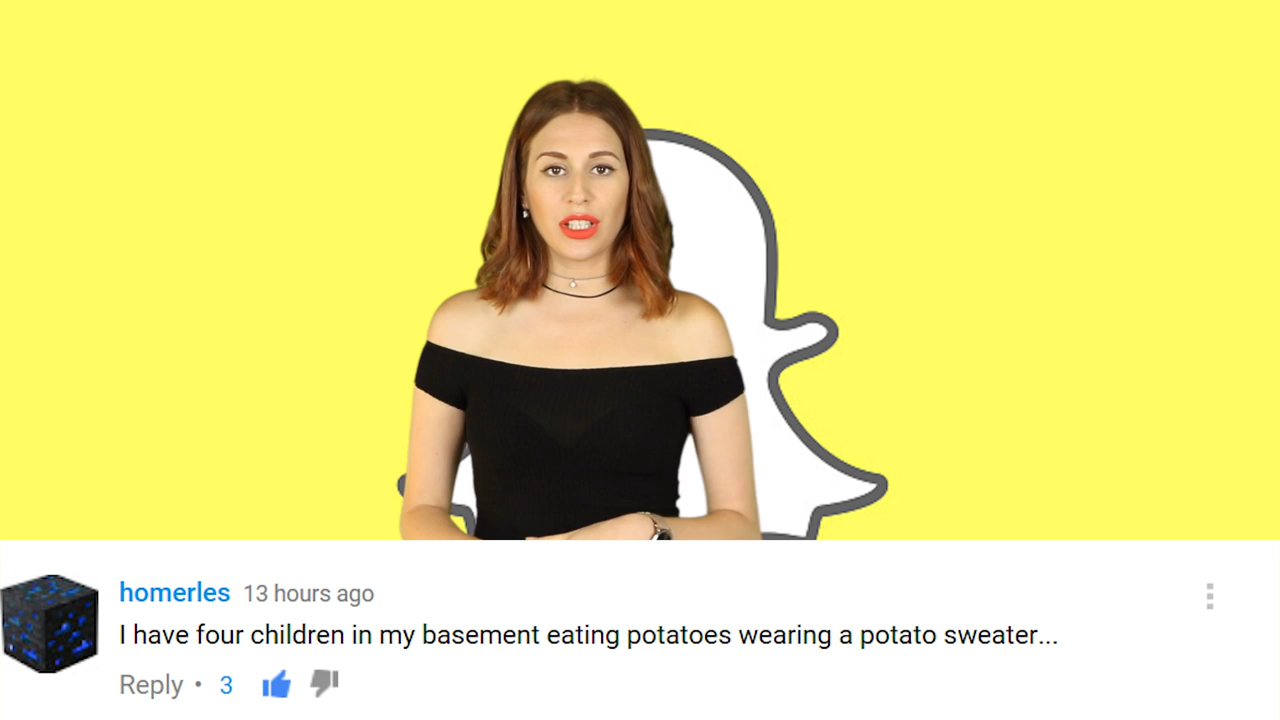 homerles 13 hours ago
I have four children in my basement eating potatoes wearing a potato sweater...
Reply • 3